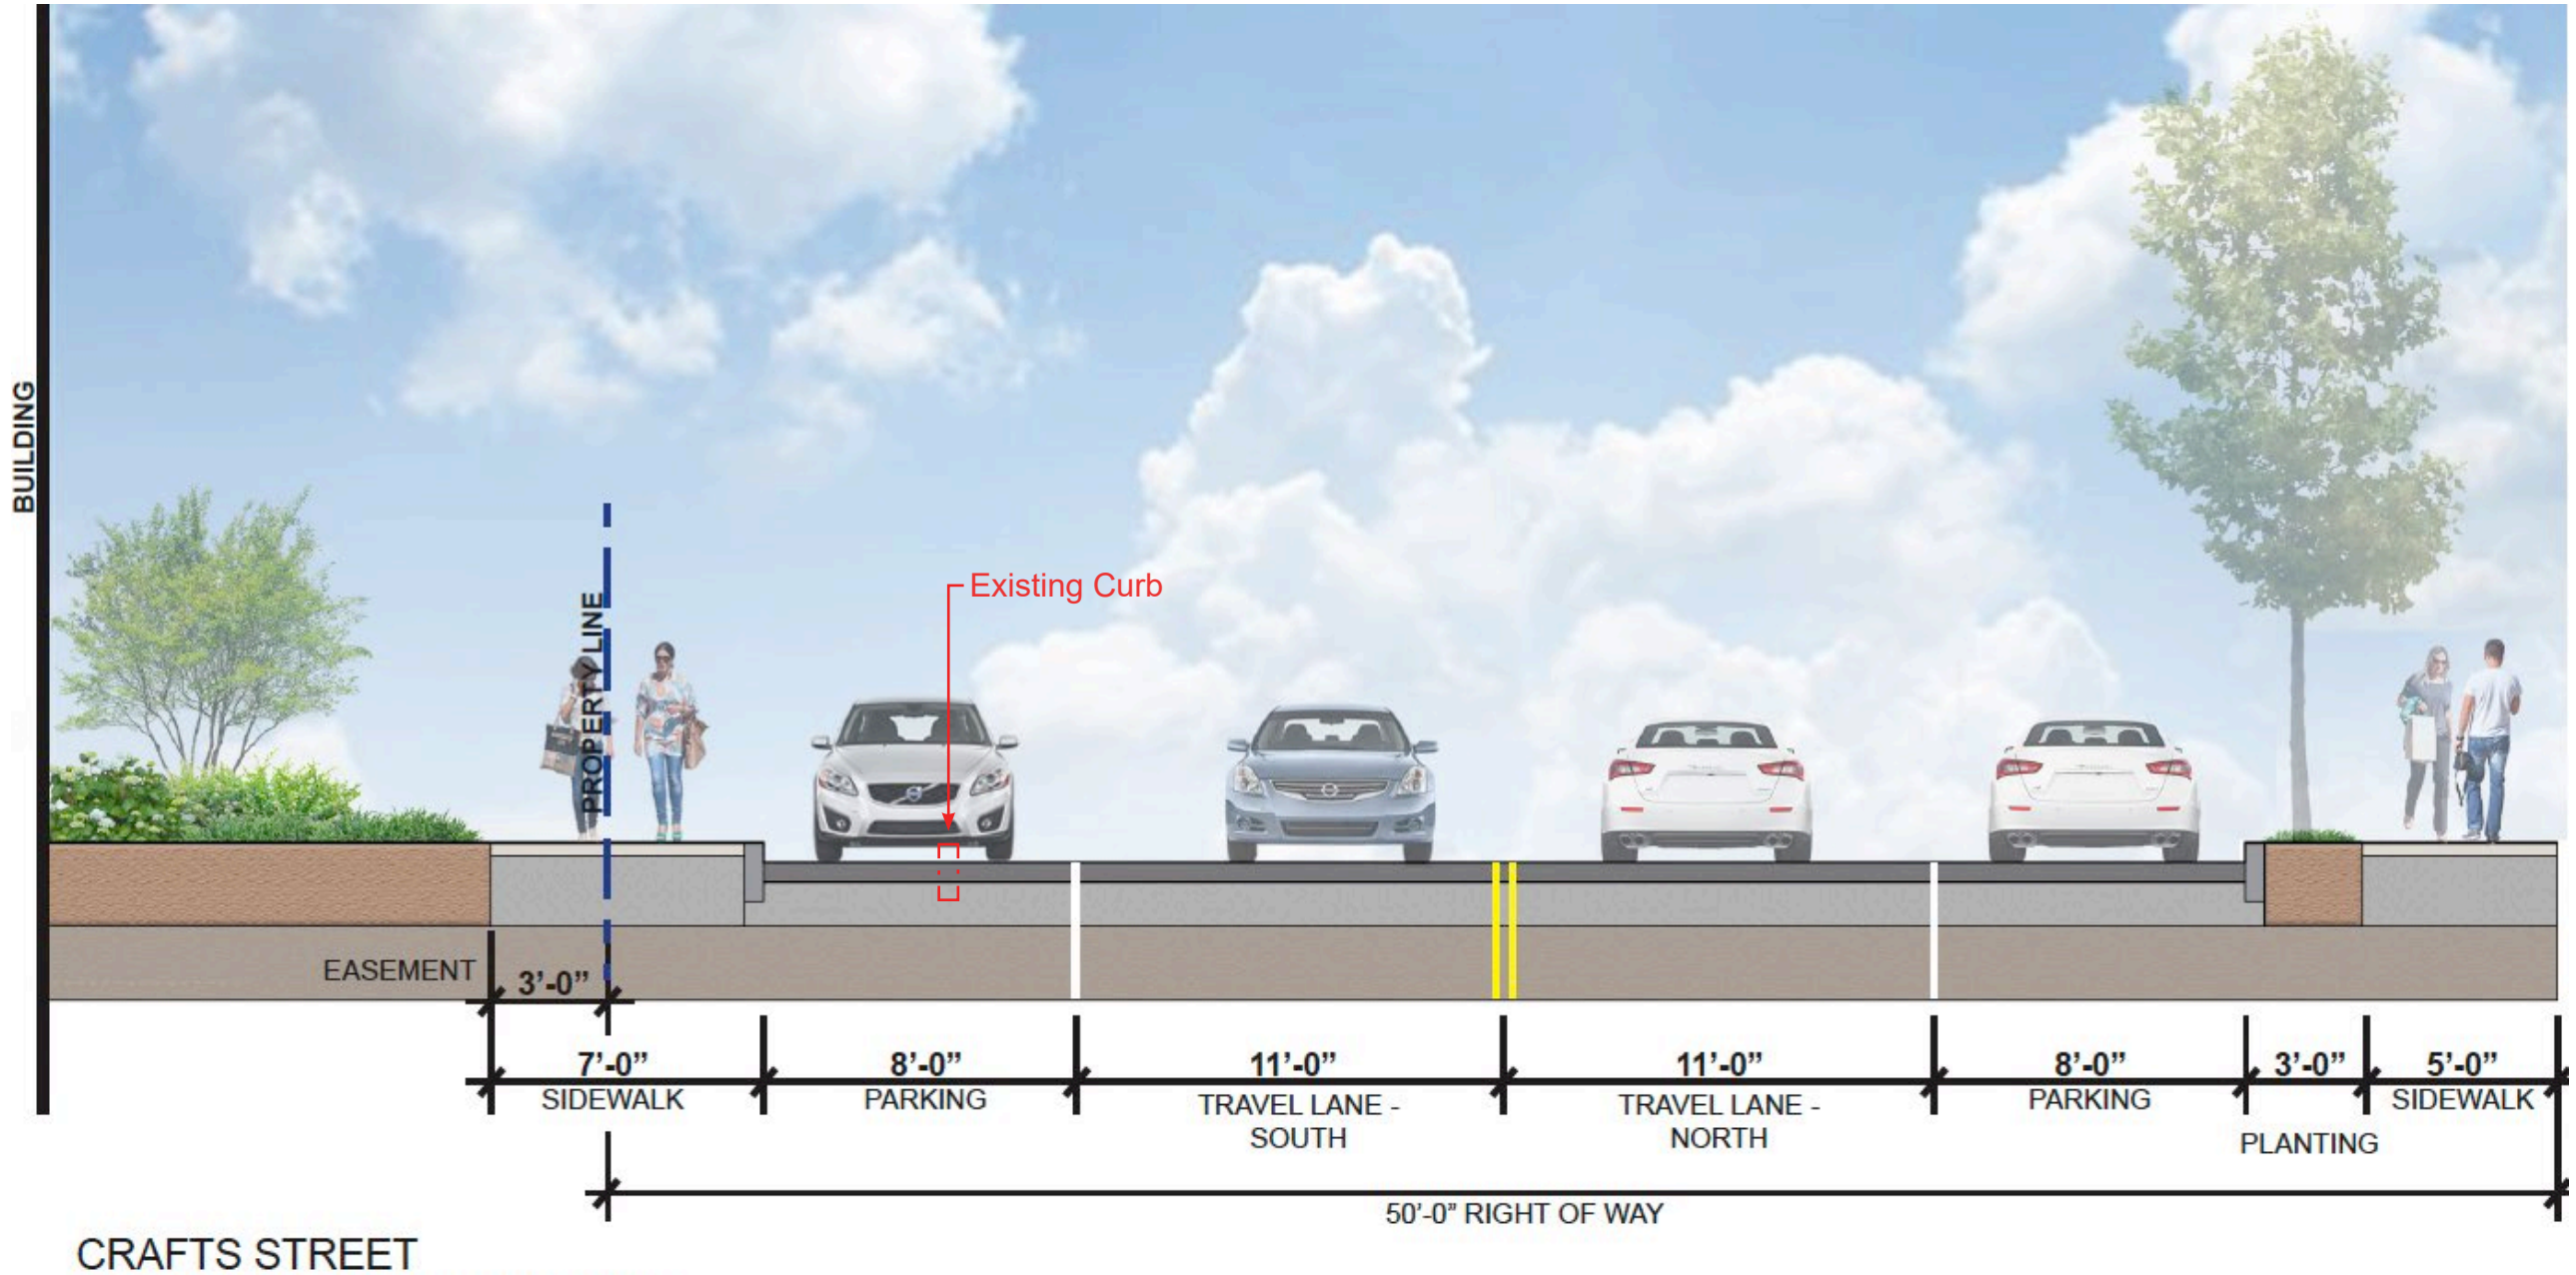 BUILDING
PROPERTY LINE
Existing Curb
EASEMENT
3’-0”
7’-0”
SIDEWALK
8’-0”
PARKING
11’-0”
TRAVEL LANE -
SOUTH
11’-0”
TRAVEL LANE -
NORTH
8’-0”
PARKING
3’-0”
PLANTING
5’-0”
SIDEWALK
50’-0” RIGHT OF WAY
CRAFTS STREET